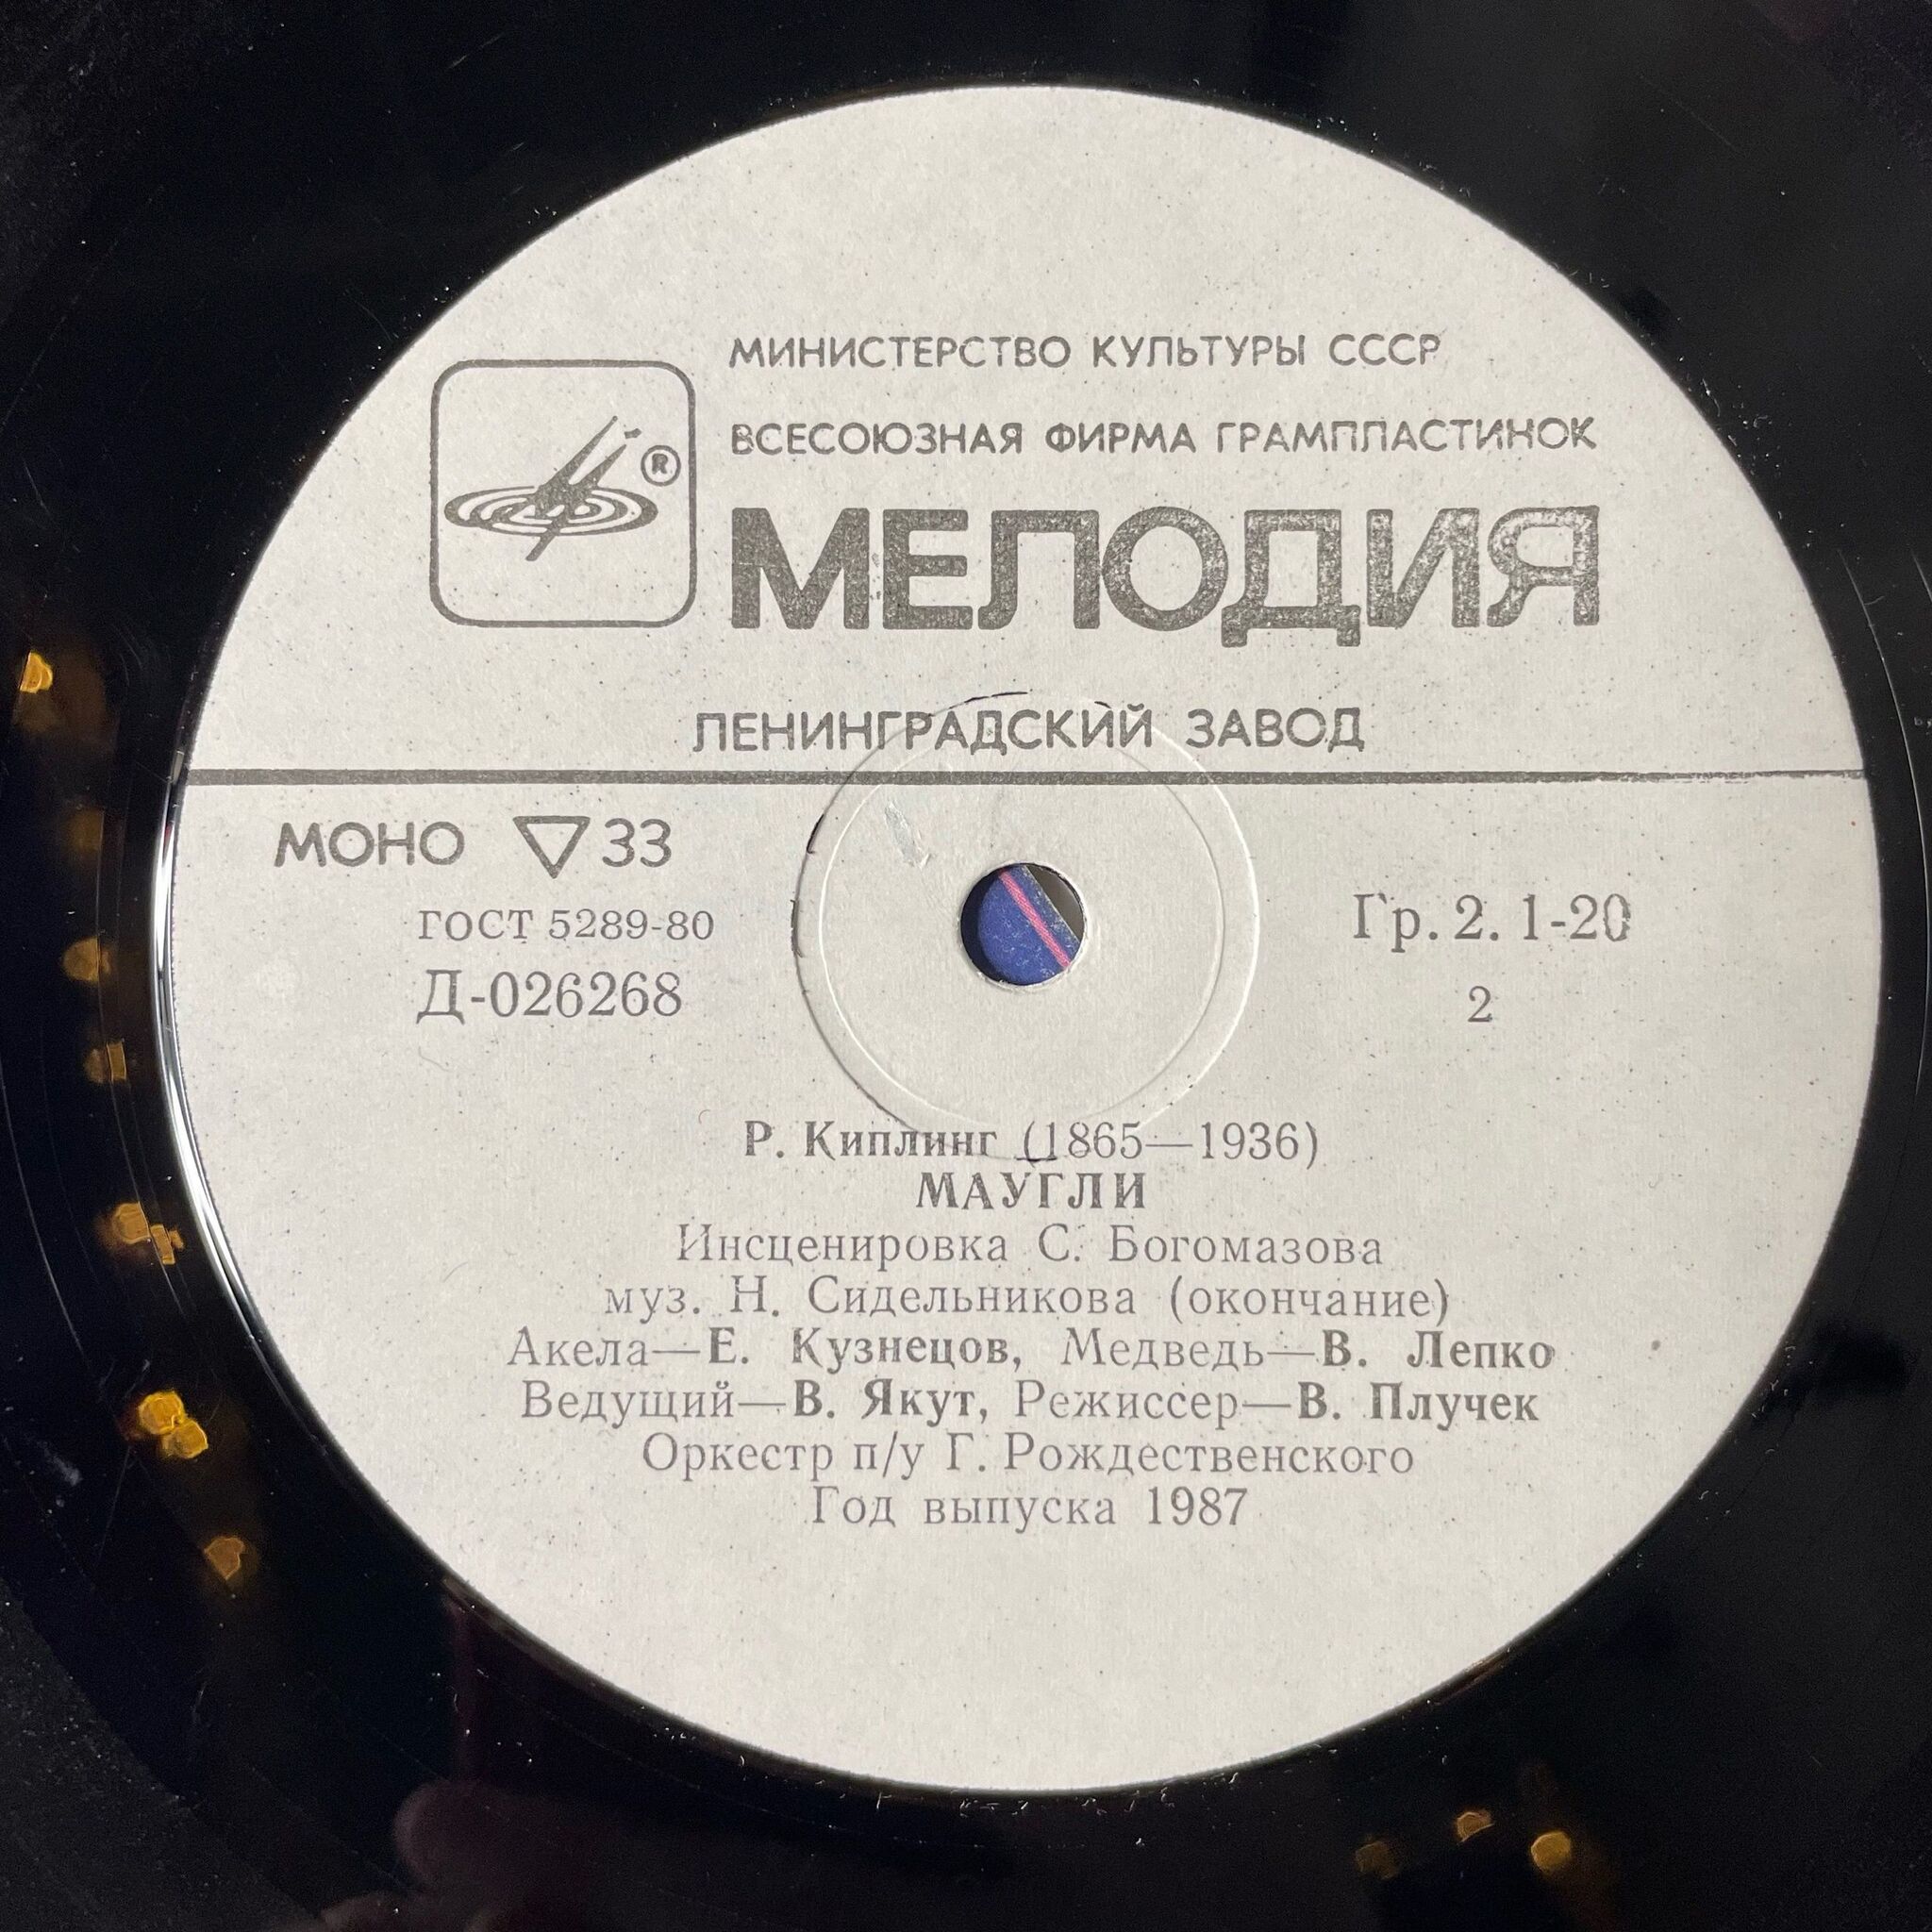 МИНИСТЕРСТВО КУЛЬТУРЫ СССР
ВСЕСОЮЗНАЯ ФИРМА ГРАМПЛАСТИНОК
®
МЕЛОДИЯ
ЛЕНИНГРАДСКИЙ ЗАВОД
МОНО ▽33
ГОСТ 5289-80
Гр. 2. 1-20
Д-026268
2
Р. Киплинг (1865—1936)
МАУГЛИ
Инсценировка С. Богомазова
муз. Н. Сидельникова (окончание)
Акела—Е. Кузнецов, Медведь—В. Лепко
Ведущий—В. Якут, Режиссер—В. Плучек
Оркестр п/у Г. Рождественского
Год выпуска 1987